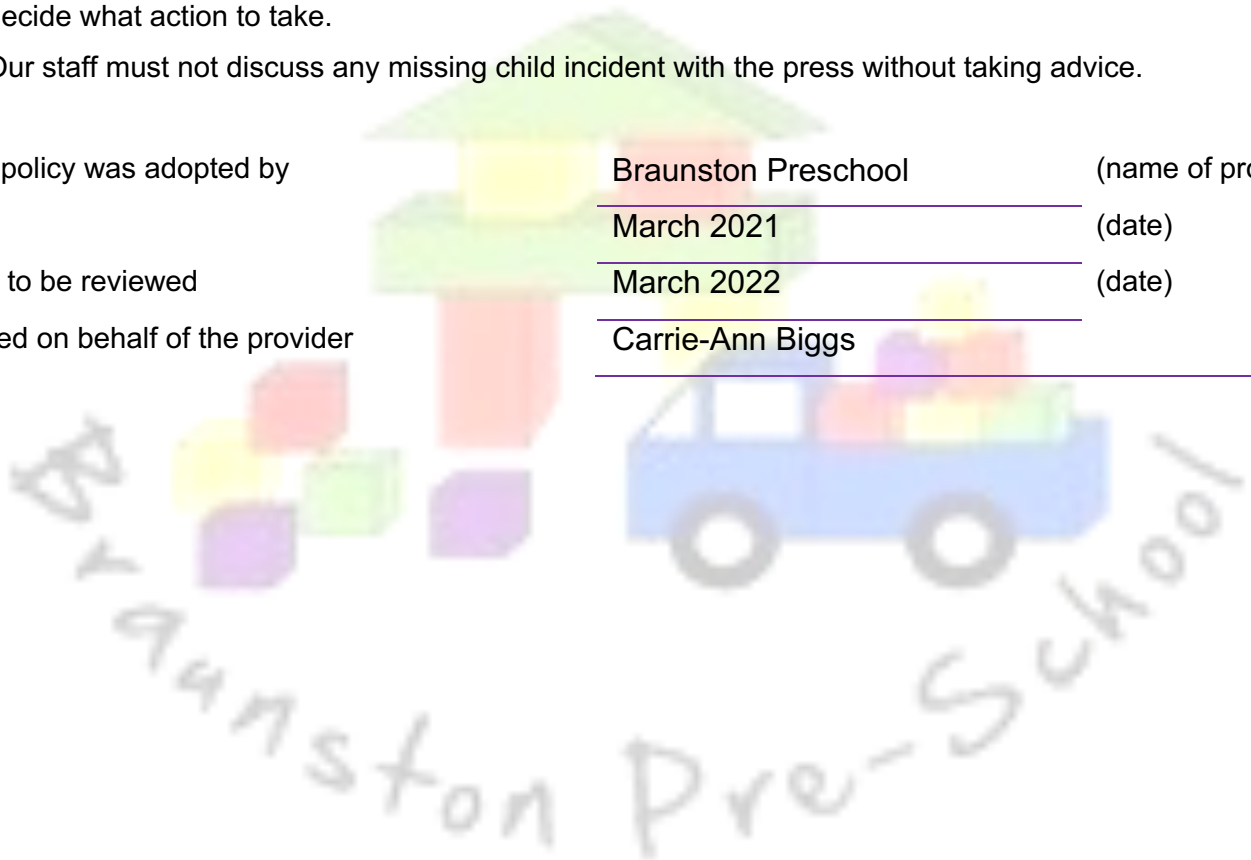 ecide what action to take.
Our staff must not discuss any missing child incident with the press without taking advice.
policy was adopted by Braunston Preschool (name of pro
March 2021 (date)
to be reviewed March 2022 (date)
ed on behalf of the provider Carrie-Ann Biggs
Braunston Pre-School